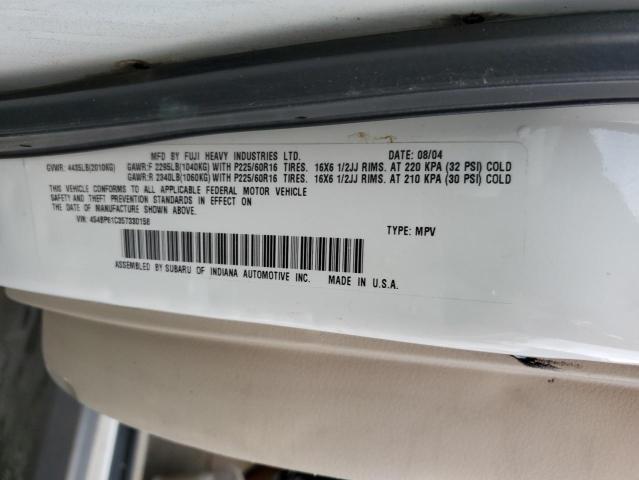 MFD BY FUJI HEAVY INDUSTRIES LTD. DATE: 08/04
GVWR: 4435LB(2010KG) GAWR:F 2295LB(1040KG) WITH P225/60R16 TIRES. 16X6 1/2JJ RIMS. AT 220 KPA (32 PSI) COLD
GAWR:R 2340LB(1060KG) WITH P225/60R16 TIRES. 16X6 1/2JJ RIMS. AT 210 KPA (30 PSI) COLD
THIS VEHICLE CONFORMS TO ALL APPLICABLE FEDERAL MOTOR VEHICLE
SAFETY AND THEFT PREVENTION STANDARDS IN EFFECT ON
THE DATE OF MANUFACTURE SHOWN ABOVE.
VIN: 4S4BP61C357330158 TYPE: MPV
ASSEMBLED BY SUBARU OF INDIANA AUTOMOTIVE INC. MADE IN U.S.A.